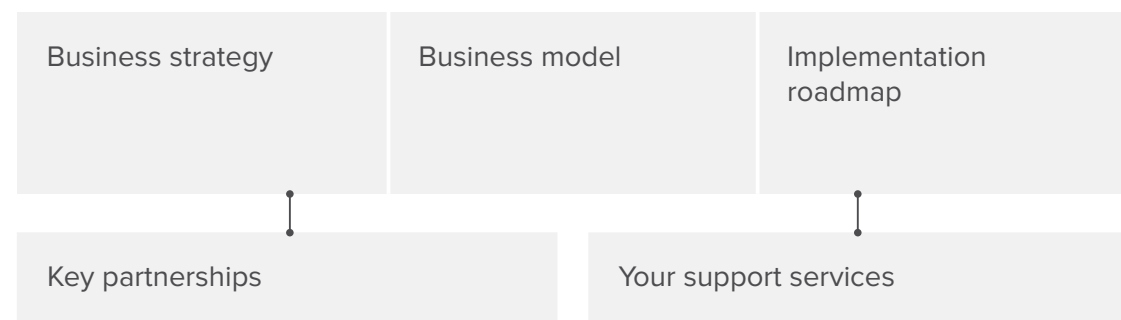 Business strategy
Business model
Implementation
roadmap
Key partnerships
Your support services